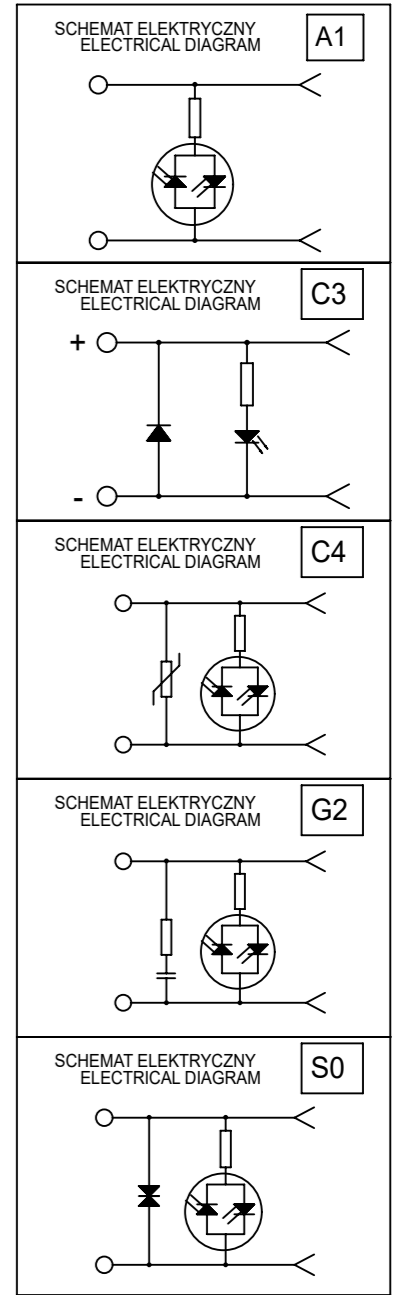 SCHEMAT ELEKTRYCZNY
ELECTRICAL DIAGRAM
A1
SCHEMAT ELEKTRYCZNY
ELECTRICAL DIAGRAM
C3
+
-
SCHEMAT ELEKTRYCZNY
ELECTRICAL DIAGRAM
C4
SCHEMAT ELEKTRYCZNY
ELECTRICAL DIAGRAM
G2
SCHEMAT ELEKTRYCZNY
ELECTRICAL DIAGRAM
S0